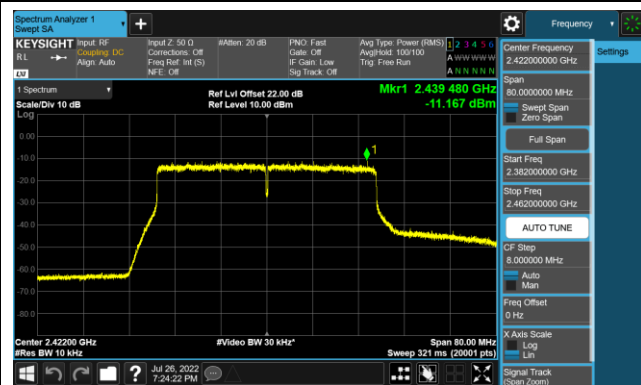 Spectrum Analyzer 1
Swept SA
Frequency
KEYSIGHT
RL
LXI
Input: RF
Coupling: DC
Align: Auto
Input Z: 50 Ω
Corrections: Off
Freq Ref: Int (S)
NFE: Off
#Atten: 20 dB
PNO: Fast
Gate: Off
IF Gain: Low
Sig Track: Off
Avg Type: Power (RMS)
Avg|Hold: 100/100
Trig: Free Run
1 2 3 4 5 6
A W W W W W
A N N N N N
1 Spectrum
Scale/Div 10 dB
Log
Ref Lvl Offset 22.00 dB
Ref Level 10.00 dBm
Mkr1 2.439 480 GHz
-11.167 dBm
1
0.00
-10.0
-20.0
-30.0
-40.0
-50.0
-60.0
-70.0
-80.0
Center 2.42200 GHz
#Res BW 10 kHz
#Video BW 30 kHz*
Span 80.00 MHz
Sweep 321 ms (20001 pts)
Jul 26, 2022
7:24:22 PM
Center Frequency
2.422000000 GHz
Settings
Span
80.0000000 MHz
Swept Span
Zero Span
Full Span
Start Freq
2.382000000 GHz
Stop Freq
2.462000000 GHz
AUTO TUNE
CF Step
8.000000 MHz
Auto
Man
Freq Offset
0 Hz
X Axis Scale
Log
Lin
Signal Track
(Span Zoom)